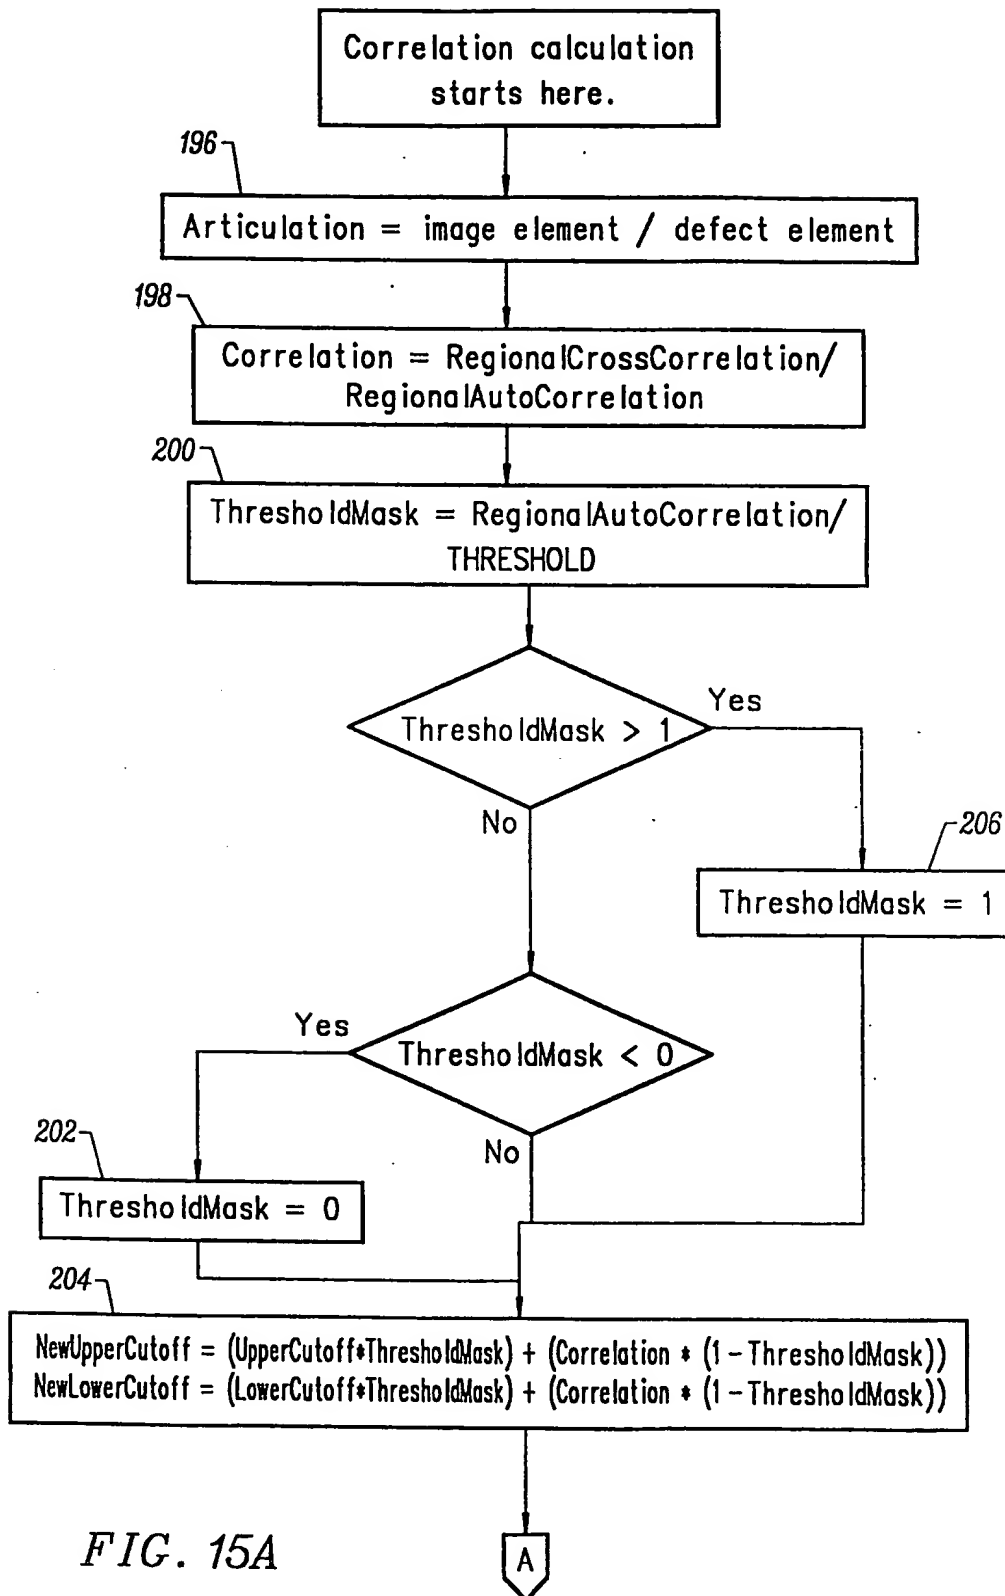 Correlation calculation
starts here.
196
Articulation = image element / defect element
198
Correlation = RegionalCrossCorrelation/
RegionalAutoCorrelation
200
ThresholdMask = RegionalAutoCorrelation/
THRESHOLD
ThresholdMask > 1
Yes
No
206
ThresholdMask = 1
ThresholdMask < 0
Yes
No
202
ThresholdMask = 0
204
NewUpperCutoff = (UpperCutoff*ThresholdMask) + (Correlation * (1-ThresholdMask))
NewLowerCutoff = (LowerCutoff*ThresholdMask) + (Correlation * (1-ThresholdMask))
A
FIG. 15A